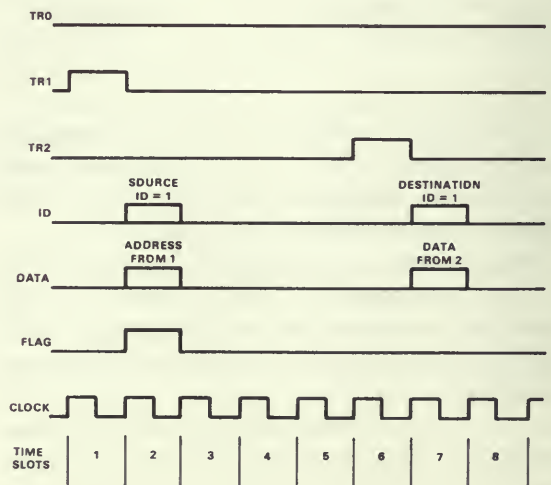 TR0
TR1
TR2
SOURCE
ID = 1
DESTINATION
ID = 1
ID
ADDRESS
FROM 1
DATA
FROM 2
DATA
FLAG
CLOCK
TIME
SLOTS
1 2 3 4 5 6 7 8